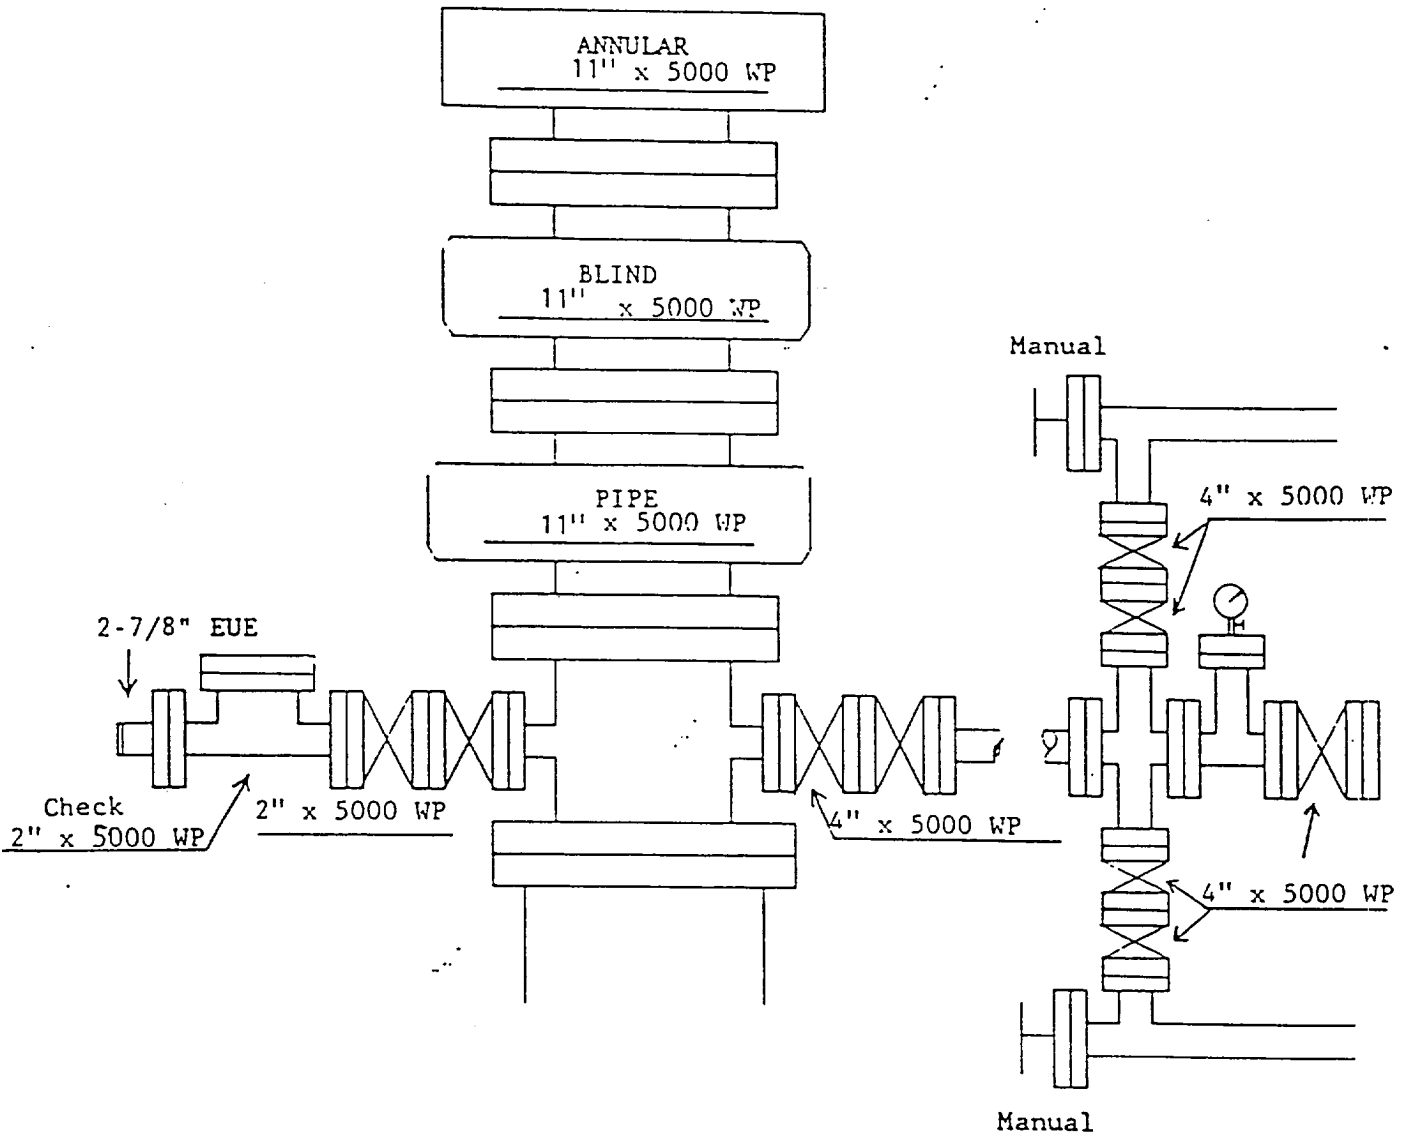 ANNULAR
11" x 5000 WP
BLIND
11" x 5000 WP
Manual
PIPE
11" x 5000 WP
4" x 5000 WP
2-7/8" EUE
Check
2" x 5000 WP
2" x 5000 WP
4" x 5000 WP
4" x 5000 WP
Manual